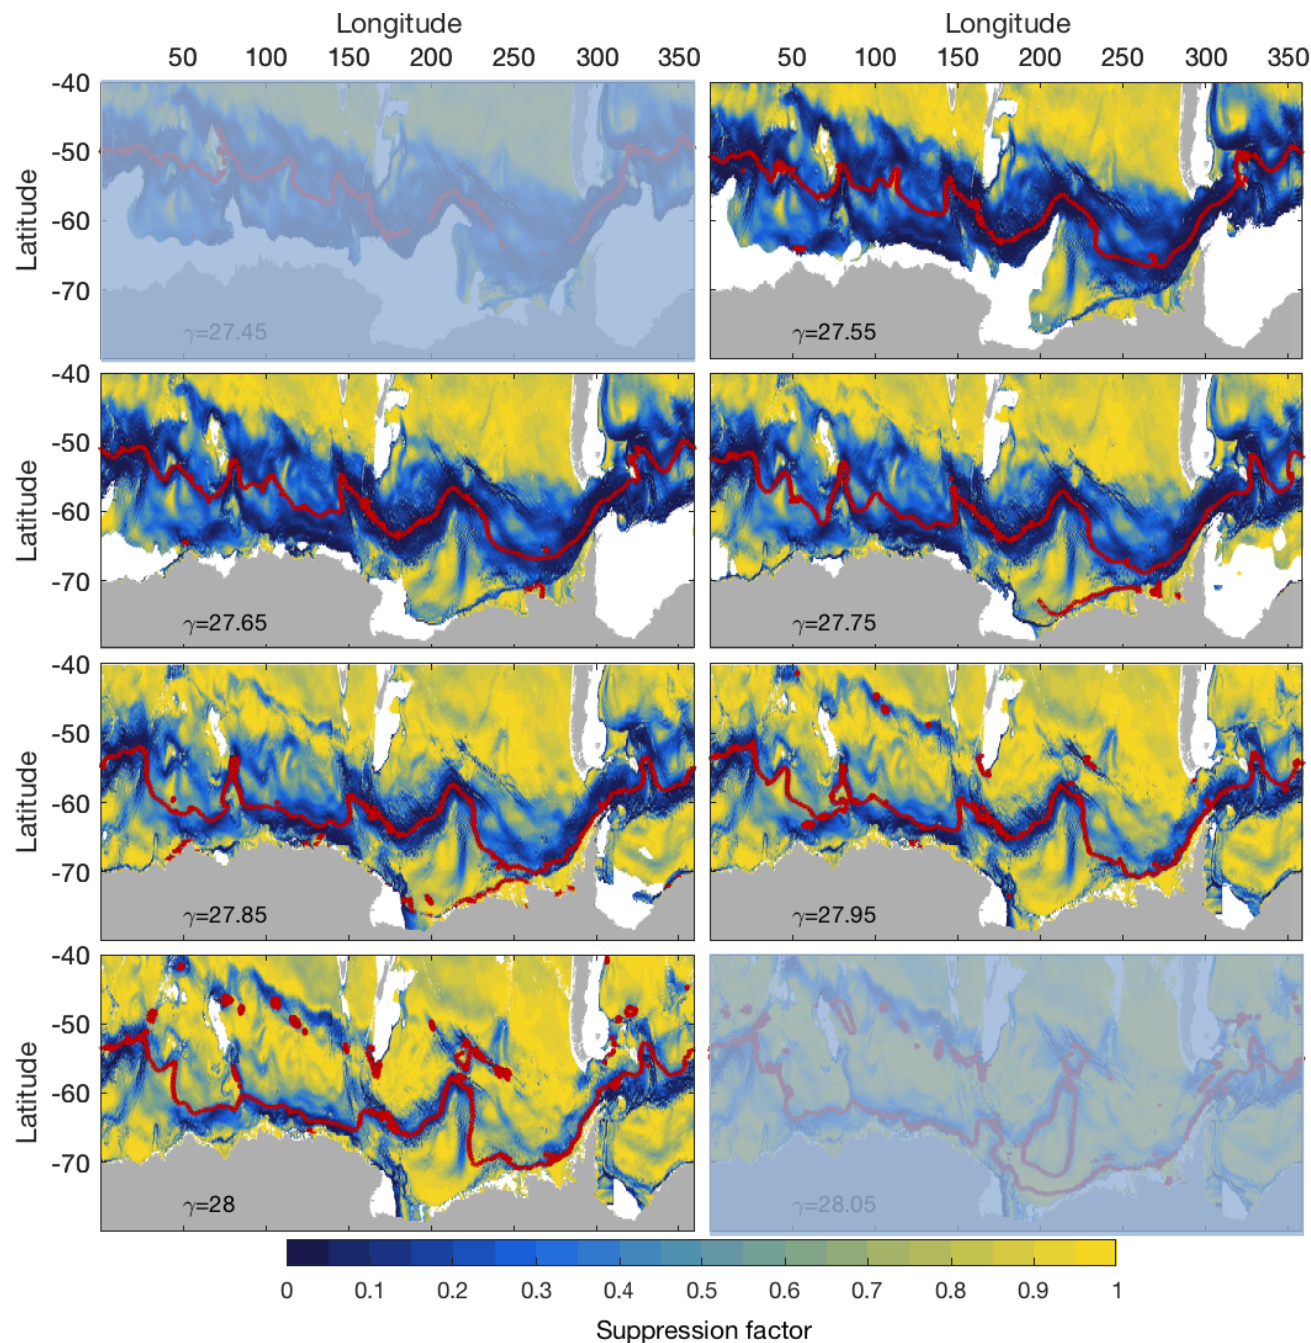 Longitude Longitude
50 100 150 200 250 300 350 50 100 150 200 250 300 350
-40
-50
-60
-70
Latitude
γ=27.45 γ=27.55
-40
-50
-60
-70
Latitude
γ=27.65 γ=27.75
-40
-50
-60
-70
Latitude
γ=27.85 γ=27.95
-40
-50
-60
-70
Latitude
γ=28 γ=28.05
0 0.1 0.2 0.3 0.4 0.5 0.6 0.7 0.8 0.9 1
Suppression factor